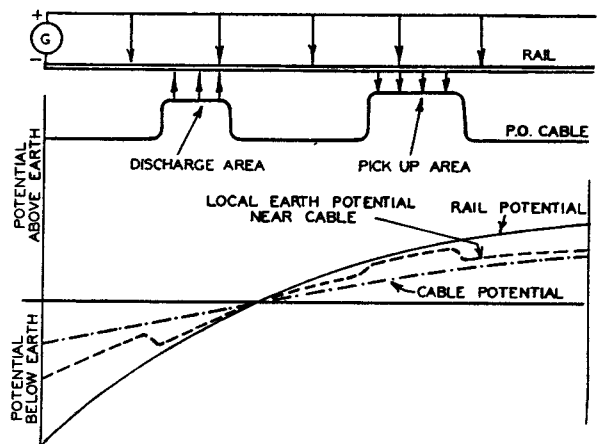 +
G
−
RAIL
P.O. CABLE
DISCHARGE AREA
PICK UP AREA
POTENTIAL
ABOVE EARTH
LOCAL EARTH POTENTIAL
NEAR CABLE
RAIL POTENTIAL
CABLE POTENTIAL
POTENTIAL
BELOW EARTH